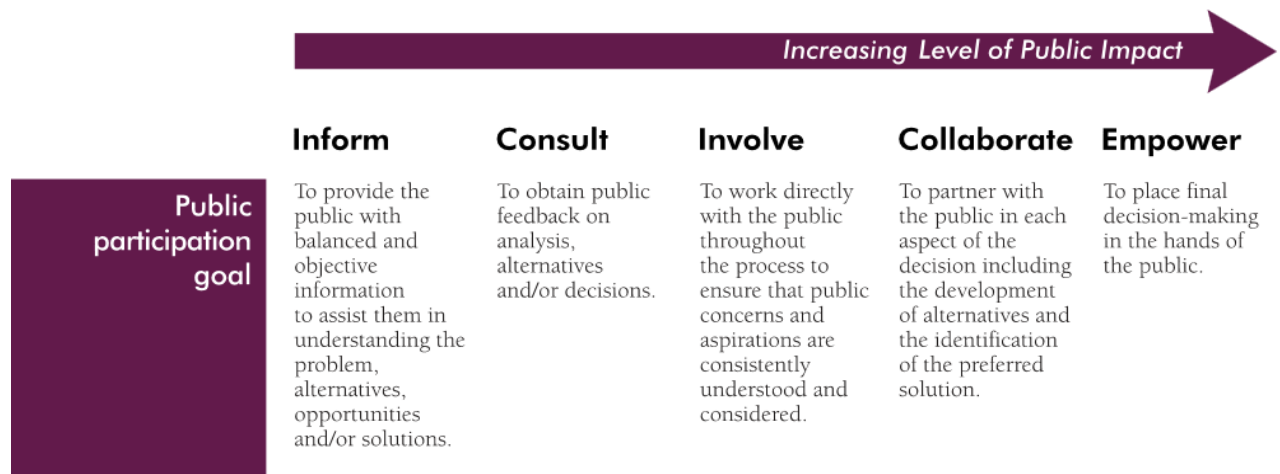 Increasing Level of Public Impact
Inform
Consult
Involve
Collaborate
Empower
Public
participation
goal
To provide the
public with
balanced and
objective
information
to assist them in
understanding the
problem,
alternatives,
opportunities
and/or solutions.
To obtain public
feedback on
analysis,
alternatives
and/or decisions.
To work directly
with the public
throughout
the process to
ensure that public
concerns and
aspirations are
consistently
understood and
considered.
To partner with
the public in each
aspect of the
decision including
the development
of alternatives and
the identification
of the preferred
solution.
To place final
decision-making
in the hands of
the public.